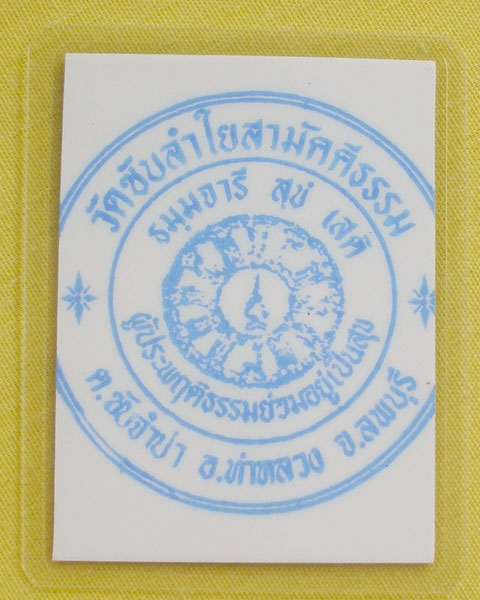 วัดซับลำใยสามัคคีธรรม
ธมฺมจารี สุขํ เสติ
ผู้ประพฤติธรรมย่อมอยู่เป็นสุข
ต.ซับจำปา อ.ท่าหลวง จ.ลพบุรี